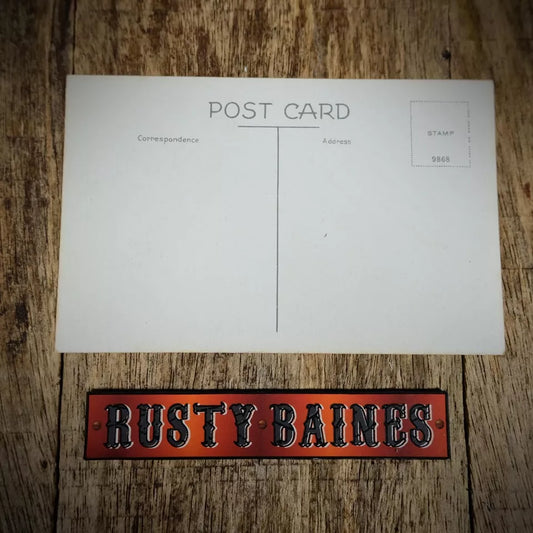 POST CARD
Correspondence
Address
STAMP
9868
RUSTY BAINES